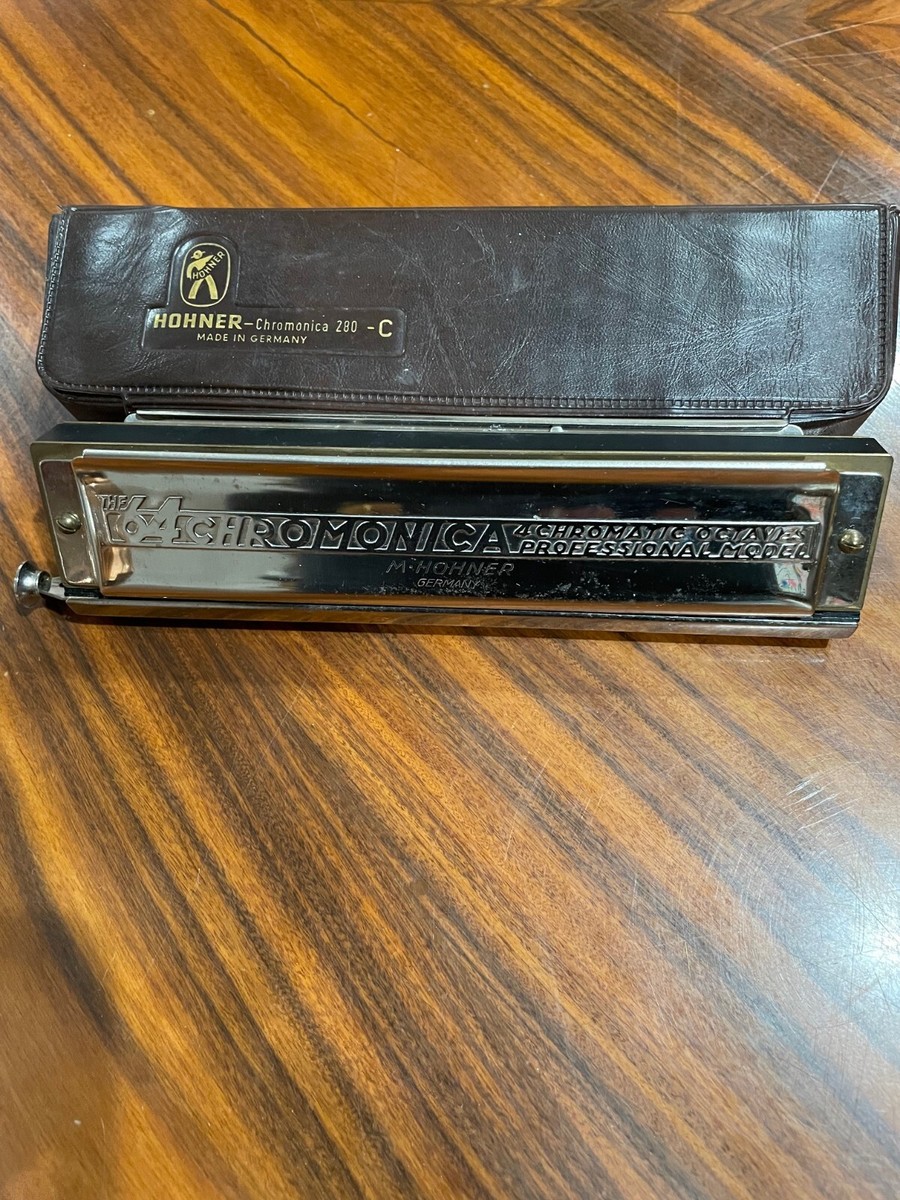 HOHNER
HOHNER—Chromonica 280 -C
MADE IN GERMANY
THE 64 CHROMONICA 4 CHROMATIC OCTAVES
PROFESSIONAL MODEL
M. HOHNER
GERMANY